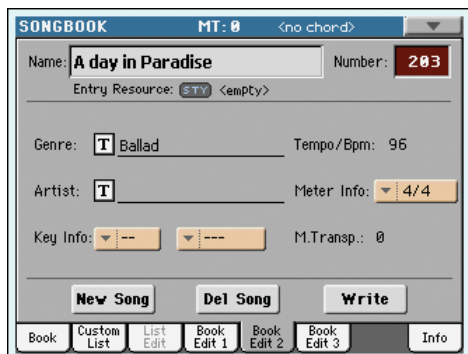 SONGBOOK MT: 0 <no chord>
Name: A day in Paradise Number: 203
Entry Resource: STY <empty>
Genre: T Ballad Tempo/Bpm: 96
Artist: T Meter Info: 4/4
Key Info: -- --- M.Transp.: 0
New Song Del Song Write
Book Custom List List Edit Book Edit 1 Book Edit 2 Book Edit 3 Info